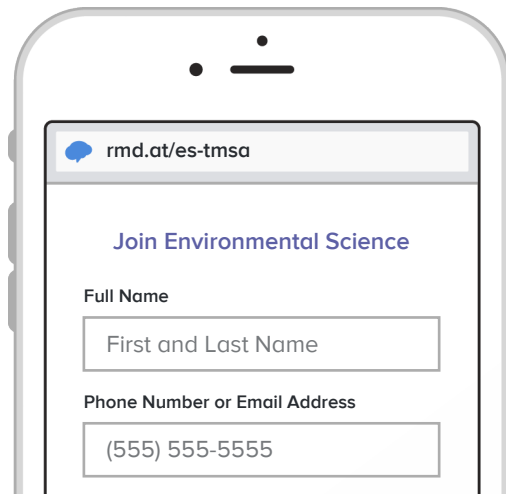 rmd.at/es-tmsa
Join Environmental Science
Full Name
First and Last Name
Phone Number or Email Address
(555) 555-5555